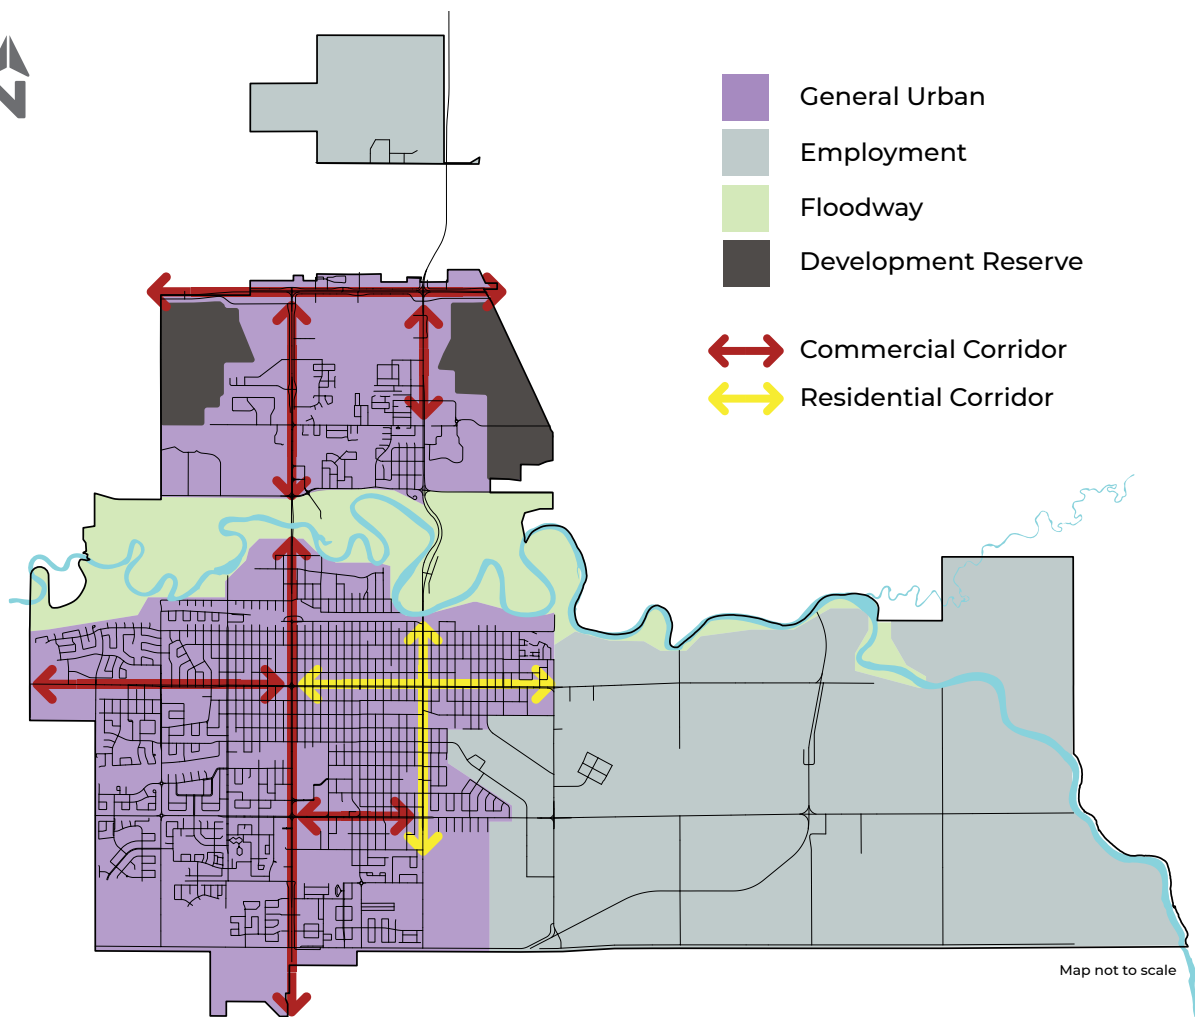 N
General Urban
Employment
Floodway
Development Reserve
Commercial Corridor
Residential Corridor
Map not to scale